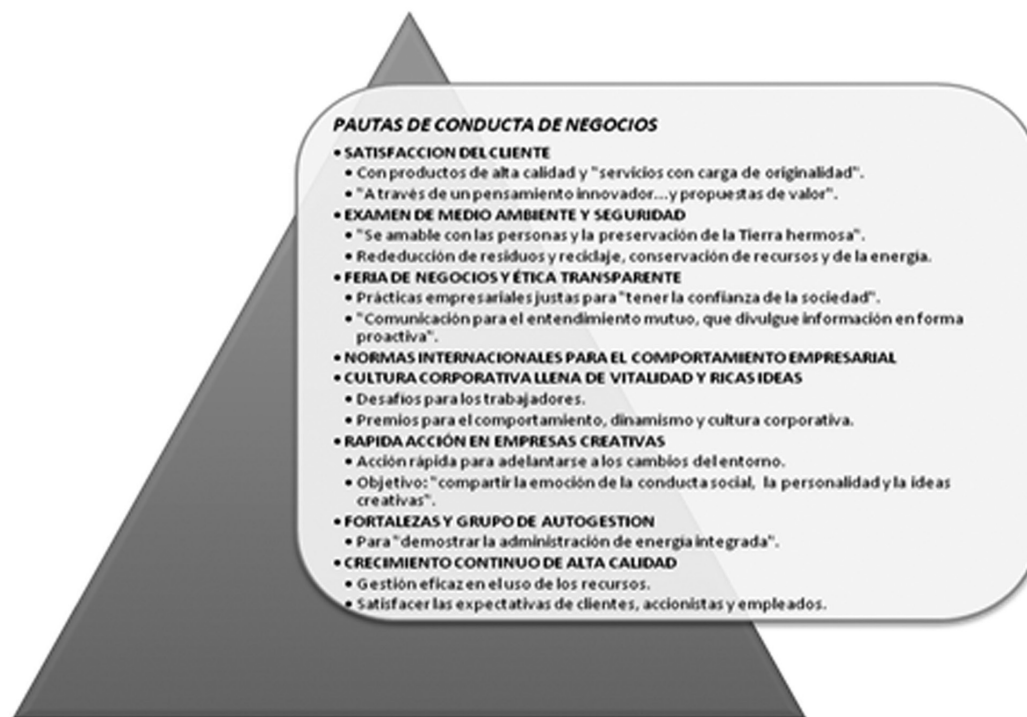 PAUTAS DE CONDUCTA DE NEGOCIOS
• SATISFACCION DEL CLIENTE
• Con productos de alta calidad y "servicios con carga de originalidad".
• "A través de un pensamiento innovador...y propuestas de valor".
• EXAMEN DE MEDIO AMBIENTE Y SEGURIDAD
• "Se amable con las personas y la preservación de la Tierra hermosa".
• Rededucción de residuos y reciclaje, conservación de recursos y de la energía.
• FERIA DE NEGOCIOS Y ÉTICA TRANSPARENTE
• Prácticas empresariales justas para "tener la confianza de la sociedad".
• "Comunicación para el entendimiento mutuo, que divulgue información en forma
proactiva".
• NORMAS INTERNACIONALES PARA EL COMPORTAMIENTO EMPRESARIAL
• CULTURA CORPORATIVA LLENA DE VITALIDAD Y RICAS IDEAS
• Desafíos para los trabajadores.
• Premios para el comportamiento, dinamismo y cultura corporativa.
• RAPIDA ACCIÓN EN EMPRESAS CREATIVAS
• Acción rápida para adelantarse a los cambios del entorno.
• Objetivo: "compartir la emoción de la conducta social, la personalidad y la ideas
creativas".
• FORTALEZAS Y GRUPO DE AUTOGESTION
• Para "demostrar la administración de energía integrada".
• CRECIMIENTO CONTINUO DE ALTA CALIDAD
• Gestión eficaz en el uso de los recursos.
• Satisfacer las expectativas de clientes, accionistas y empleados.